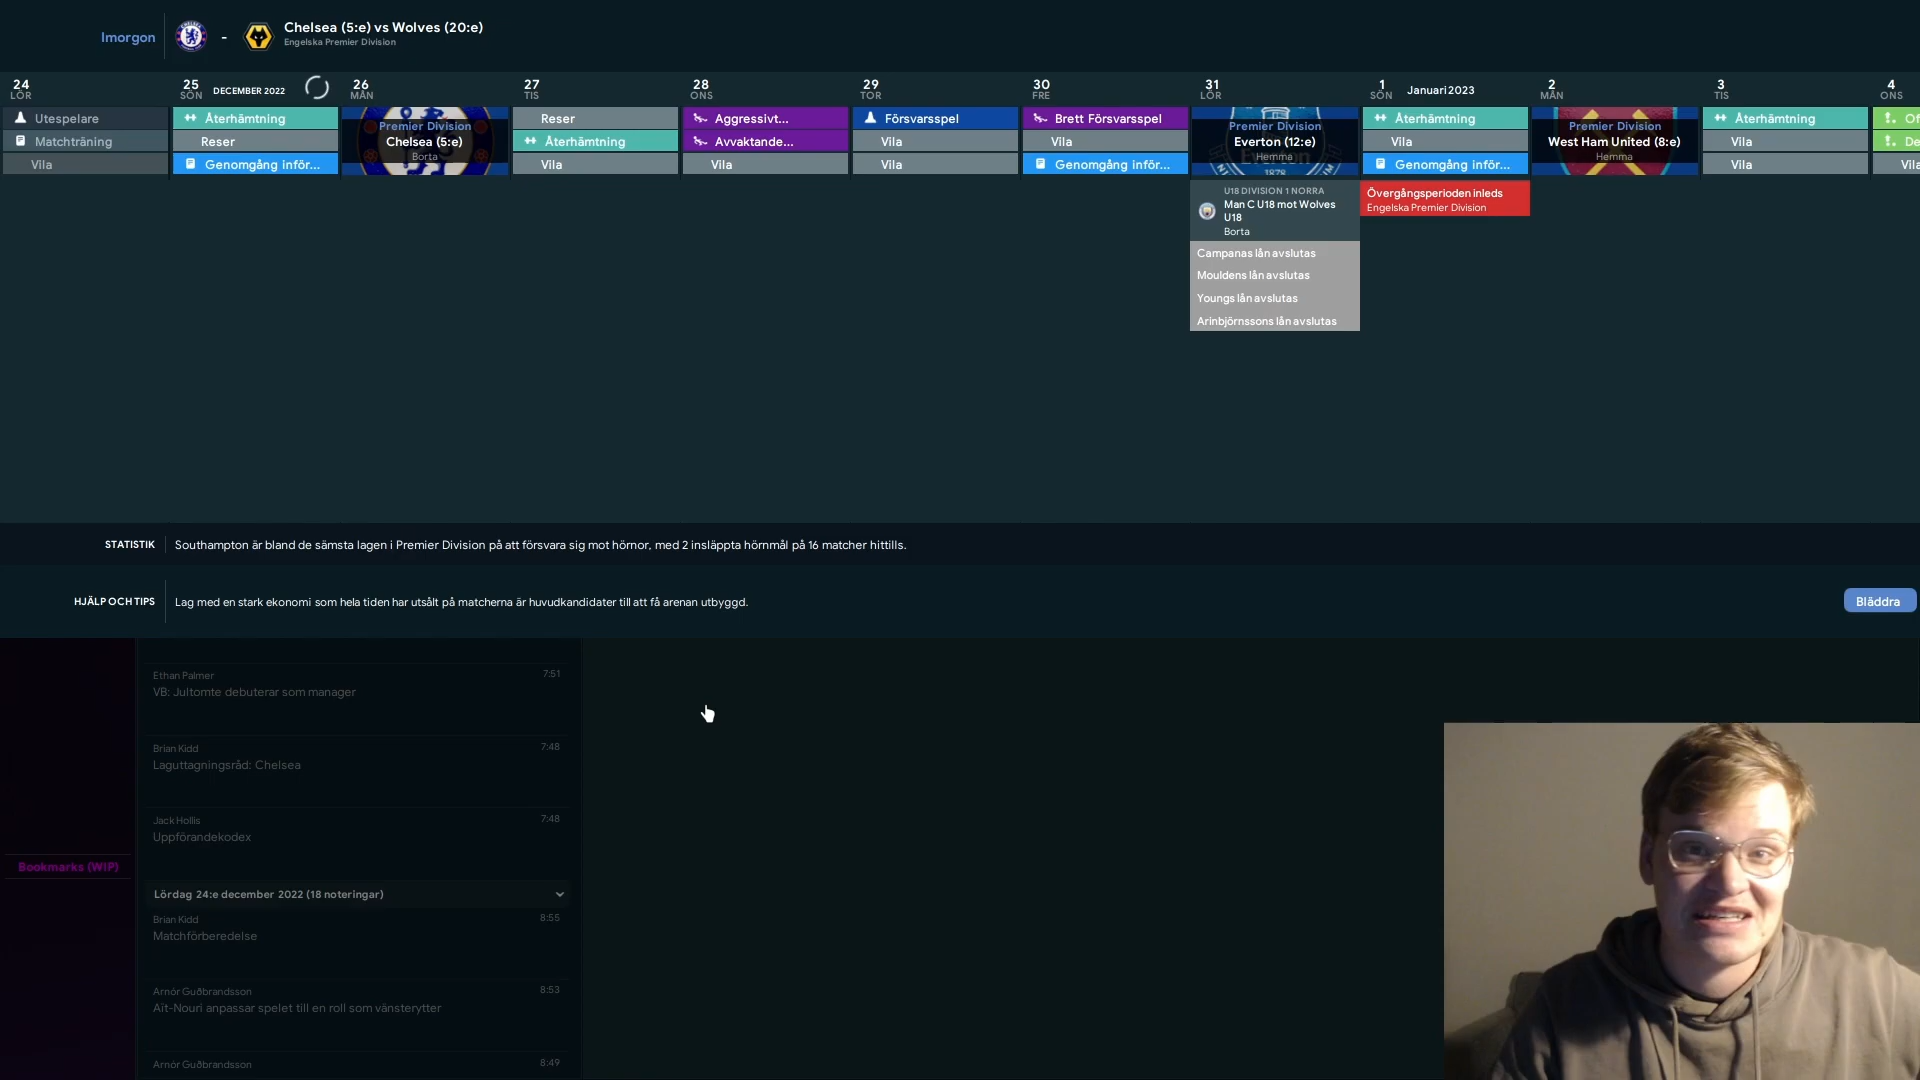 Imorgon
-
Chelsea (5:e) vs Wolves (20:e)
Engelska Premier Division
24
LÖR
25
SÖN
DECEMBER 2022
26
MÅN
27
TIS
28
ONS
29
TOR
30
FRE
31
LÖR
1
SÖN
Januari 2023
2
MÅN
3
TIS
4
ONS
Utespelare
Matchträning
Vila
Återhämtning
Reser
Genomgång inför...
Premier Division
Chelsea (5:e)
Borta
Reser
Återhämtning
Vila
Aggressivt...
Avvaktande...
Vila
Försvarsspel
Vila
Vila
Brett Försvarsspel
Vila
Genomgång inför...
Premier Division
Everton (12:e)
Hemma
1878
U18 DIVISION 1 NORRA
Man C U18 mot Wolves
U18
Borta
Campanas lån avslutas
Mouldens lån avslutas
Youngs lån avslutas
Arinbjörnssons lån avslutas
Återhämtning
Vila
Genomgång inför...
Övergångsperioden inleds
Engelska Premier Division
Premier Division
West Ham United (8:e)
Hemma
Återhämtning
Vila
Vila
Of
De
Vila
STATISTIK
Southampton är bland de sämsta lagen i Premier Division på att försvara sig mot hörnor, med 2 insläppta hörnmål på 16 matcher hittills.
HJÄLP OCH TIPS
Lag med en stark ekonomi som hela tiden har utsålt på matcherna är huvudkandidater till att få arenan utbyggd.
Bläddra
Ethan Palmer
7:51
VB: Jultomte debuterar som manager
Brian Kidd
7:48
Laguttagningsråd: Chelsea
Jack Hollis
7:48
Uppförandekodex
Bookmarks (WIP)
Lördag 24:e december 2022 (18 noteringar)
Brian Kidd
8:55
Matchförberedelse
Arnór Guðbrandsson
8:53
Aït-Nouri anpassar spelet till en roll som vänsterytter
Arnór Guðbrandsson
8:49